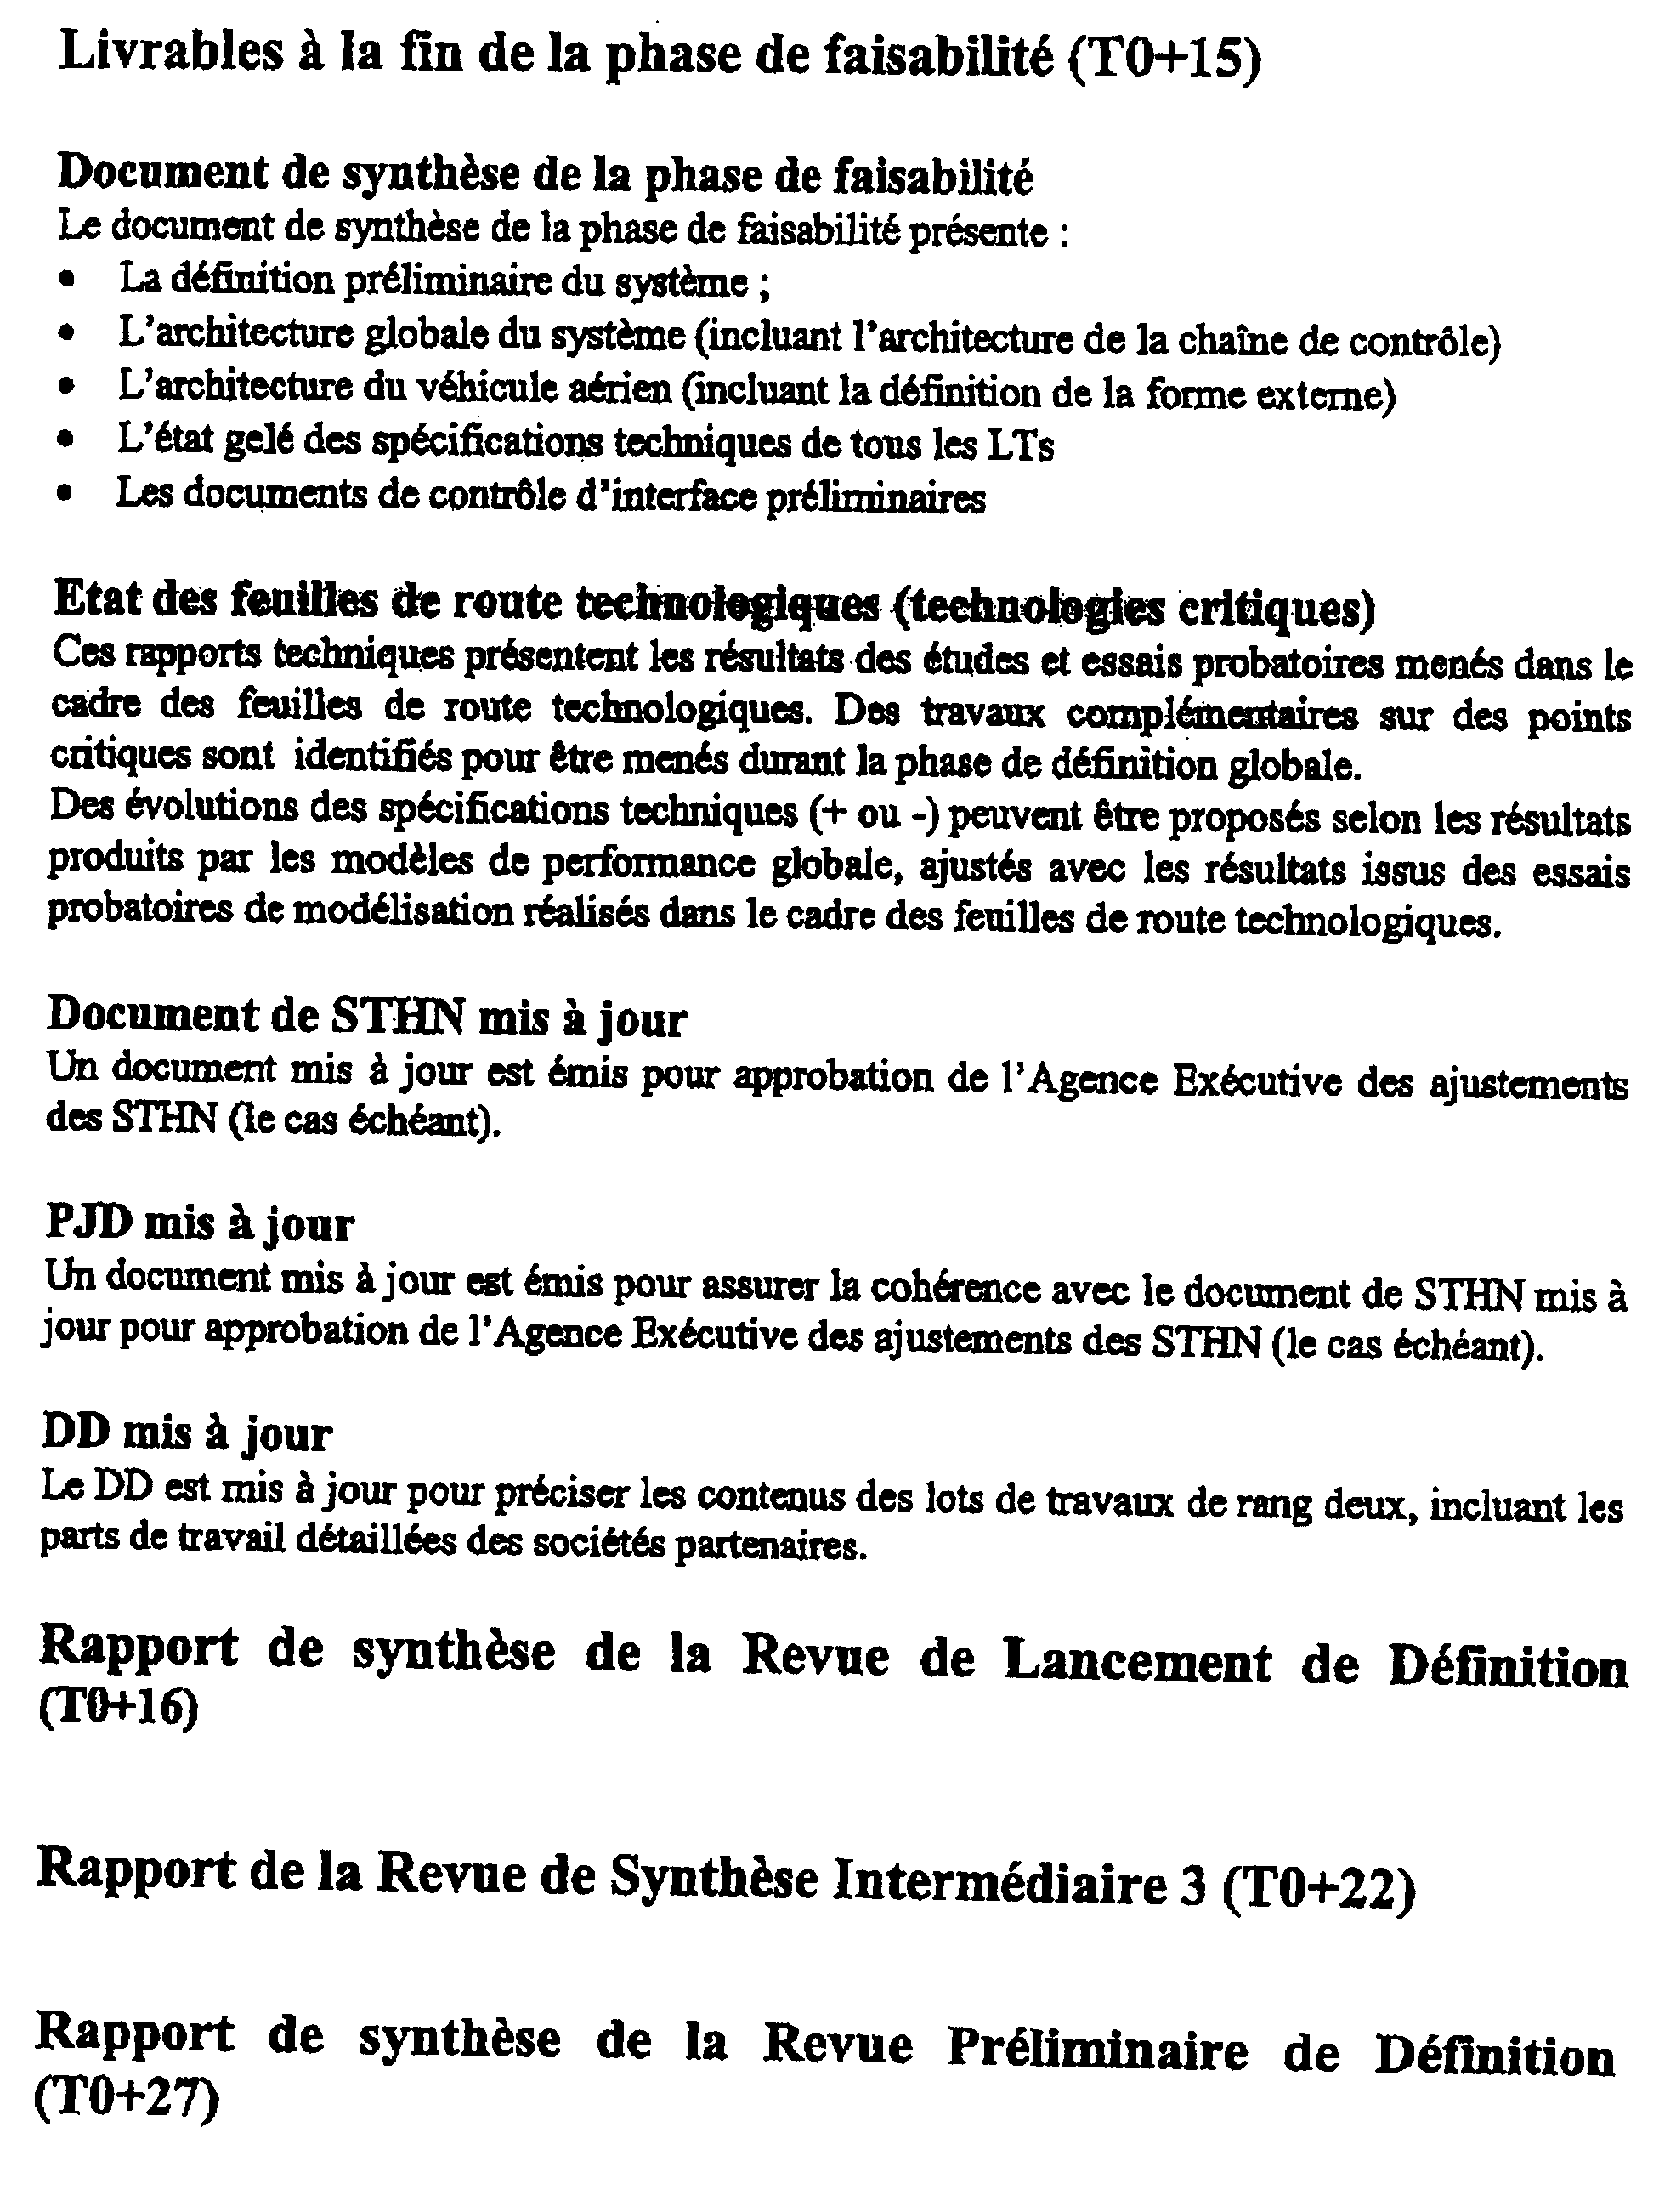 Livrables à la fin de la phase de faisabilité (T0+15)
Document de synthèse de la phase de faisabilité
Le document de synthèse de la phase de faisabilité présente :
• La définition préliminaire du système ;
• L'architecture globale du système (incluant l'architecture de la chaîne de contrôle)
• L'architecture du véhicule aérien (incluant la définition de la forme externe)
• L'état gelé des spécifications techniques de tous les LTs
• Les documents de contrôle d'interface préliminaires
Etat des feuilles de route technologiques (technologies critiques)
Ces rapports techniques présentent les résultats des études et essais probatoires menés dans le
cadre des feuilles de route technologiques. Des travaux complémentaires sur des points
critiques sont identifiés pour être menés durant la phase de définition globale.
Des évolutions des spécifications techniques (+ ou -) peuvent être proposés selon les résultats
produits par les modèles de performance globale, ajustés avec les résultats issus des essais
probatoires de modélisation réalisés dans le cadre des feuilles de route technologiques.
Document de STHN mis à jour
Un document mis à jour est émis pour approbation de l'Agence Exécutive des ajustements
des STHN (le cas échéant).
PJD mis à jour
Un document mis à jour est émis pour assurer la cohérence avec le document de STHN mis à
jour pour approbation de l'Agence Exécutive des ajustements des STHN (le cas échéant).
DD mis à jour
Le DD est mis à jour pour préciser les contenus des lots de travaux de rang deux, incluant les
parts de travail détaillées des sociétés partenaires.
Rapport de synthèse de la Revue de Lancement de Définition
(T0+16)
Rapport de la Revue de Synthèse Intermédiaire 3 (T0+22)
Rapport de synthèse de la Revue Préliminaire de Définition
(T0+27)